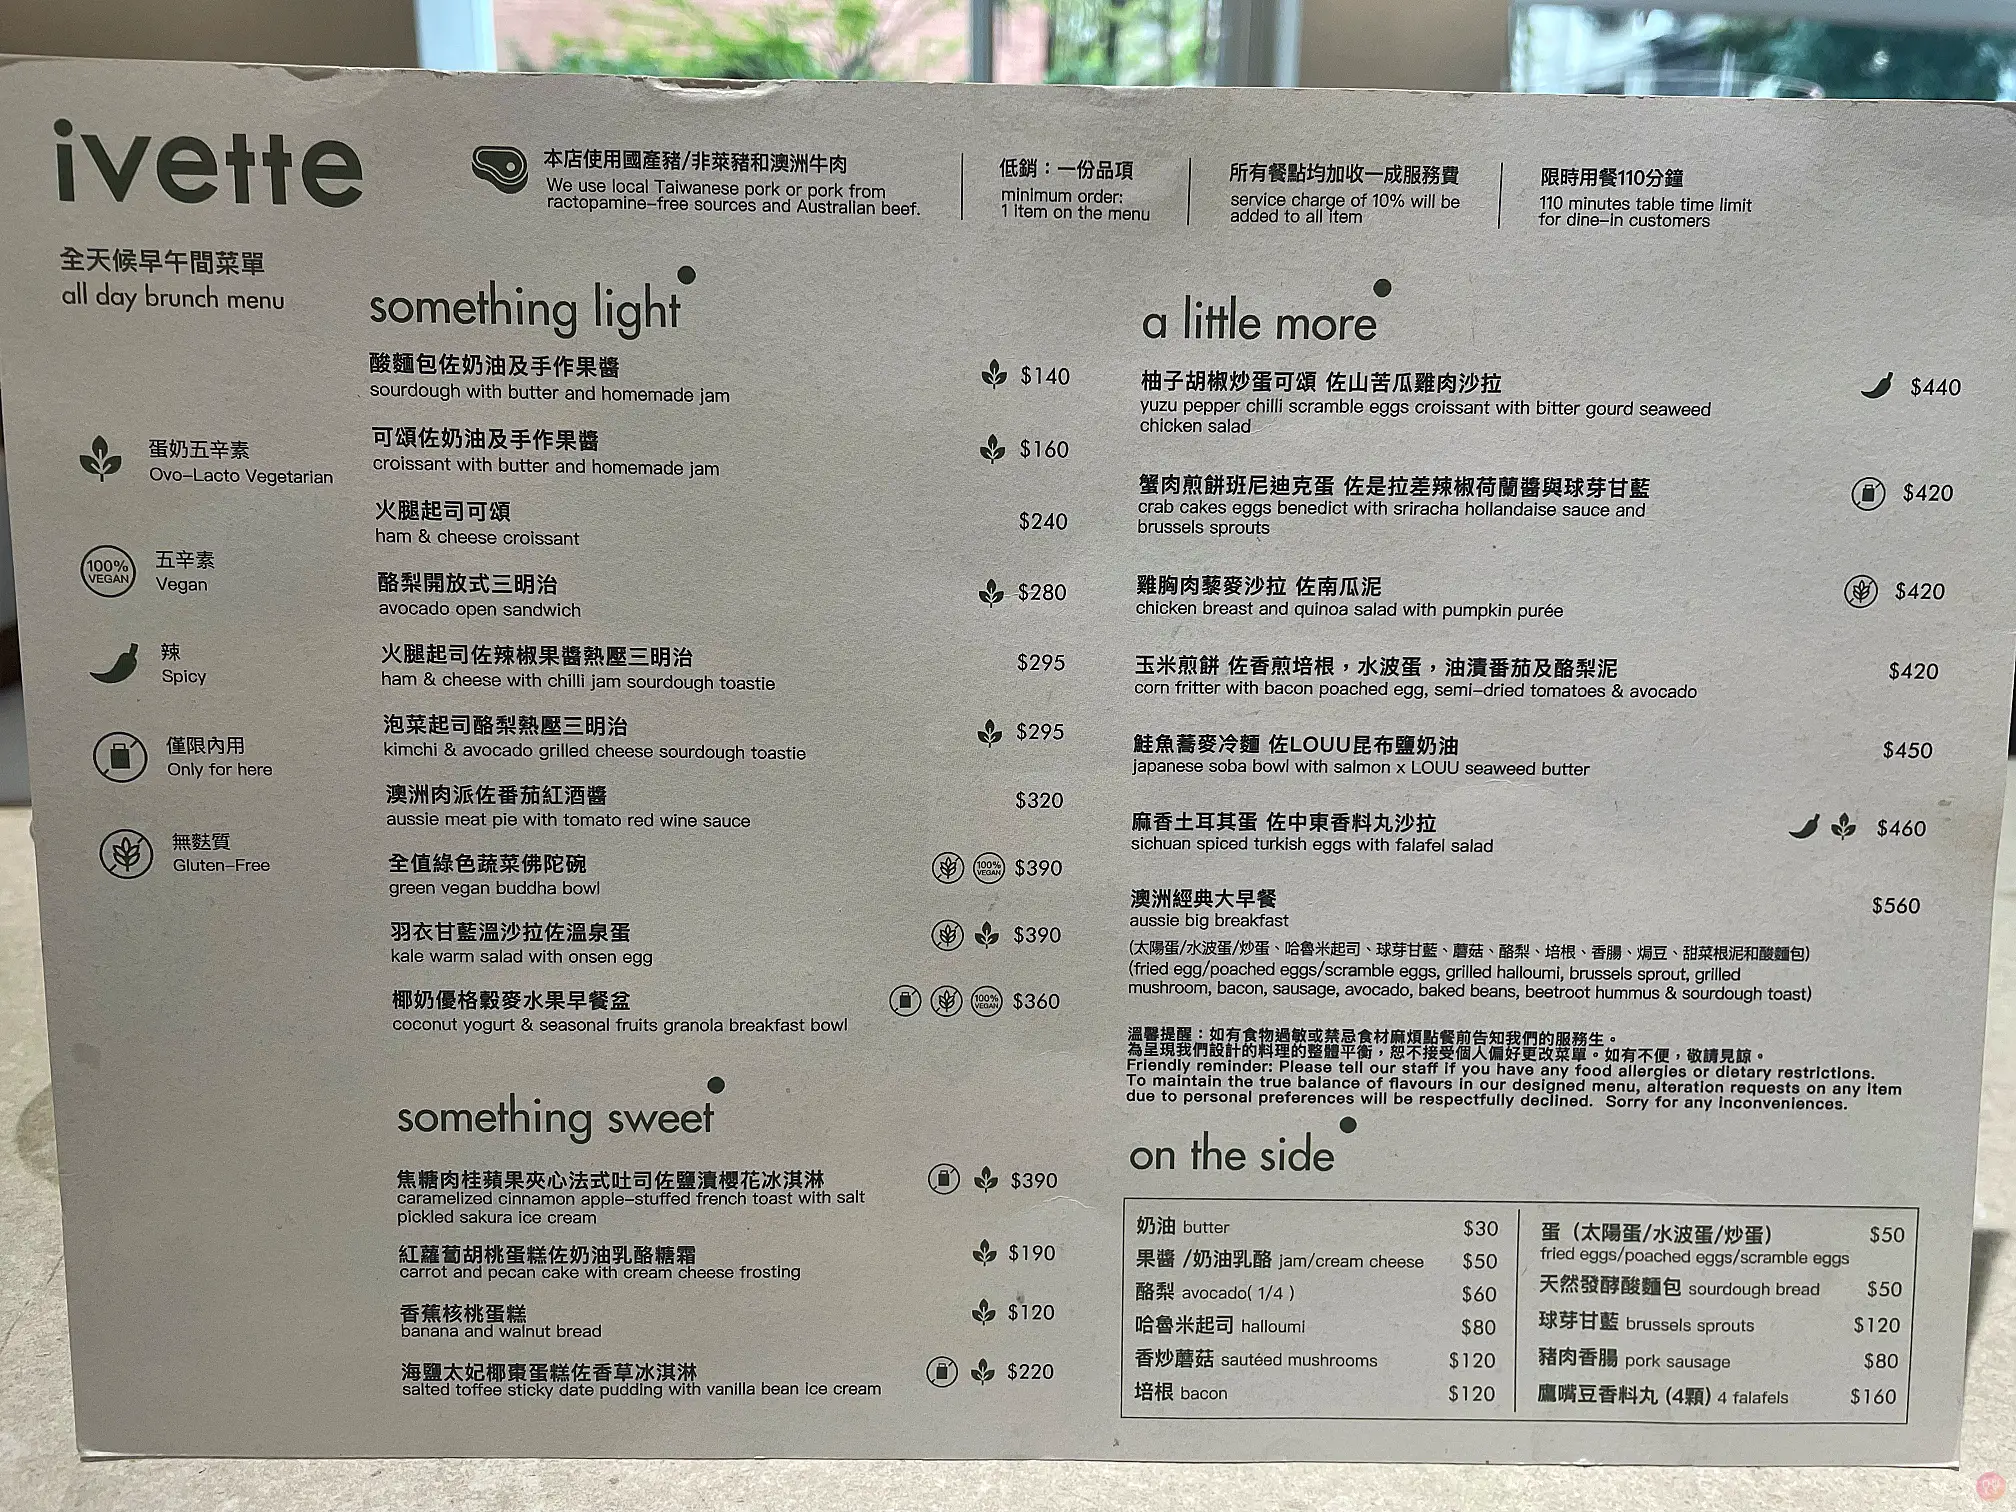 ivette
全天候早午間菜單
all day brunch menu
本店使用國產豬/非萊豬和澳洲牛肉
We use local Taiwanese pork or pork from
ractopamine-free sources and Australian beef.
低銷：一份品項
minimum order:
1 item on the menu
所有餐點均加收一成服務費
service charge of 10% will be
added to all item
限時用餐110分鐘
110 minutes table time limit
for dine-in customers
蛋奶五辛素
Ovo-Lacto Vegetarian
100%
VEGAN
五辛素
Vegan
辣
Spicy
僅限內用
Only for here
無麩質
Gluten-Free
something light
酸麵包佐奶油及手作果醬 $140
sourdough with butter and homemade jam
可頌佐奶油及手作果醬 $160
croissant with butter and homemade jam
火腿起司可頌 $240
ham & cheese croissant
酪梨開放式三明治 $280
avocado open sandwich
火腿起司佐辣椒果醬熱壓三明治 $295
ham & cheese with chilli jam sourdough toastie
泡菜起司酪梨熱壓三明治 $295
kimchi & avocado grilled cheese sourdough toastie
澳洲肉派佐番茄紅酒醬 $320
aussie meat pie with tomato red wine sauce
全值綠色蔬菜佛陀碗 100% VEGAN $390
green vegan buddha bowl
羽衣甘藍溫沙拉佐溫泉蛋 $390
kale warm salad with onsen egg
椰奶優格穀麥水果早餐盆 100% VEGAN $360
coconut yogurt & seasonal fruits granola breakfast bowl
something sweet
焦糖肉桂蘋果夾心法式吐司佐鹽漬櫻花冰淇淋 $390
caramelized cinnamon apple-stuffed french toast with salt
pickled sakura ice cream
紅蘿蔔胡桃蛋糕佐奶油乳酪糖霜 $190
carrot and pecan cake with cream cheese frosting
香蕉核桃蛋糕 $120
banana and walnut bread
海鹽太妃椰棗蛋糕佐香草冰淇淋 $220
salted toffee sticky date pudding with vanilla bean ice cream
a little more
柚子胡椒炒蛋可頌 佐山苦瓜雞肉沙拉 $440
yuzu pepper chilli scramble eggs croissant with bitter gourd seaweed
chicken salad
蟹肉煎餅班尼迪克蛋 佐是拉差辣椒荷蘭醬與球芽甘藍 $420
crab cakes eggs benedict with sriracha hollandaise sauce and
brussels sprouts
雞胸肉藜麥沙拉 佐南瓜泥 $420
chicken breast and quinoa salad with pumpkin purée
玉米煎餅 佐香煎培根，水波蛋，油漬番茄及酪梨泥 $420
corn fritter with bacon poached egg, semi-dried tomatoes & avocado
鮭魚蕎麥冷麵 佐LOUU昆布鹽奶油 $450
japanese soba bowl with salmon x LOUU seaweed butter
麻香土耳其蛋 佐中東香料丸沙拉 $460
sichuan spiced turkish eggs with falafel salad
澳洲經典大早餐 $560
aussie big breakfast
(太陽蛋/水波蛋/炒蛋、哈魯米起司、球芽甘藍、蘑菇、酪梨、培根、香腸、焗豆、甜菜根泥和酸麵包)
(fried egg/poached eggs/scramble eggs, grilled halloumi, brussels sprout, grilled
mushroom, bacon, sausage, avocado, baked beans, beetroot hummus & sourdough toast)
溫馨提醒：如有食物過敏或禁忌食材麻煩點餐前告知我們的服務生。
為呈現我們設計的料理的整體平衡，恕不接受個人偏好更改菜單。如有不便，敬請見諒。
Friendly reminder: Please tell our staff if you have any food allergies or dietary restrictions.
To maintain the true balance of flavours in our designed menu, alteration requests on any item
due to personal preferences will be respectfully declined. Sorry for any inconveniences.
on the side
奶油 butter $30
果醬 /奶油乳酪 jam/cream cheese $50
酪梨 avocado( 1/4 ) $60
哈魯米起司 halloumi $80
香炒蘑菇 sautéed mushrooms $120
培根 bacon $120
蛋（太陽蛋/水波蛋/炒蛋） $50
fried eggs/poached eggs/scramble eggs
天然發酵酸麵包 sourdough bread $50
球芽甘藍 brussels sprouts $120
豬肉香腸 pork sausage $80
鷹嘴豆香料丸 (4顆) 4 falafels $160